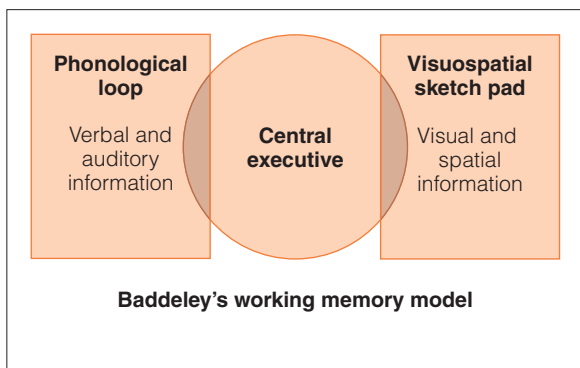 Phonological
loop
Verbal and
auditory
information
Central
executive
Visuospatial
sketch pad
Visual and
spatial
information
Baddeley's working memory model